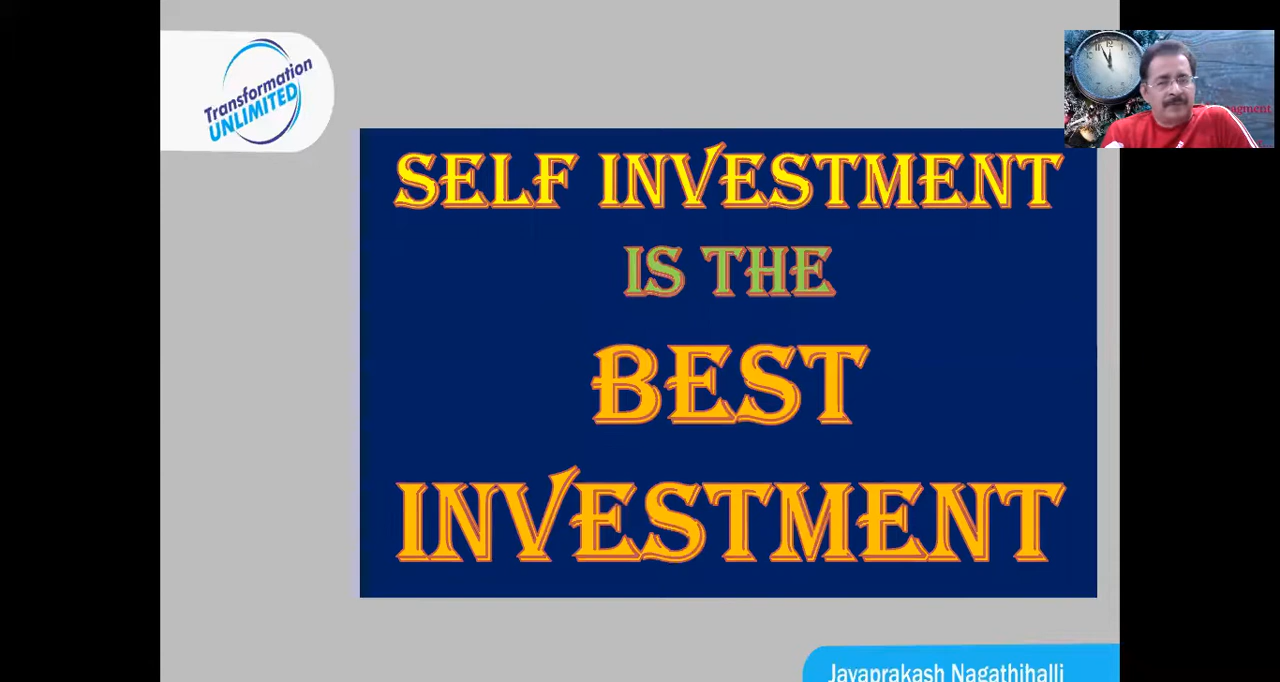 Transformation
UNLIMITED
SELF INVESTMENT
IS THE
BEST
INVESTMENT
Jayaprakash Nagathihalli